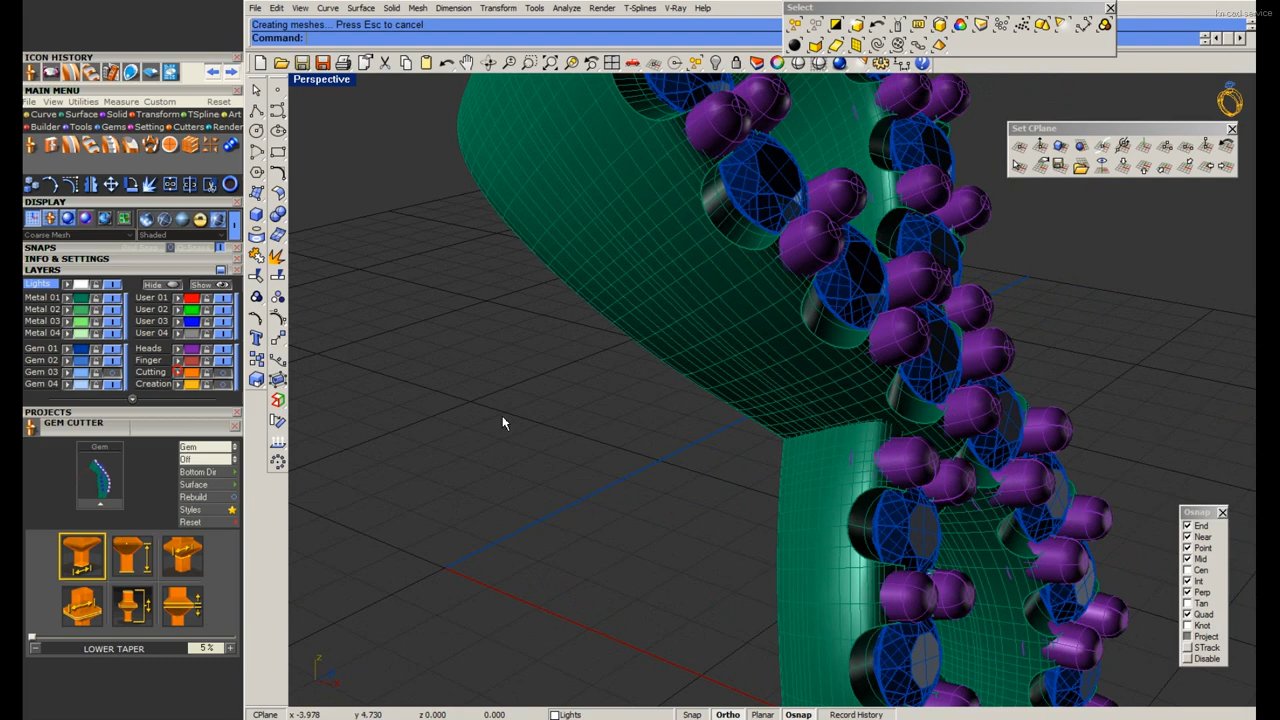 kn cad service
File Edit View Curve Surface Solid Mesh Dimension Transform Tools Analyze Render T-Splines V-Ray Help
Select
Creating meshes... Press Esc to cancel
Command:
Perspective
Set CPlane
ICON HISTORY
MAIN MENU
File View Utilities Measure Custom Reset
Curve Surface Solid Transform TSpline Art
Builder Tools Gems Setting Cutters Render
DISPLAY
Coarse Mesh Shaded
SNAPS
INFO & SETTINGS
LAYERS
Lights Hide Show
Metal 01 User 01
Metal 02 User 02
Metal 03 User 03
Metal 04 User 04
Gem 01 Heads
Gem 02 Finger
Gem 03 Cutting
Gem 04 Creation
PROJECTS
GEM CUTTER
Gem
Gem
Off
Bottom Dir
Surface
Rebuild
Styles
Reset
LOWER TAPER 5 %
Osnap
End
Near
Point
Mid
Cen
Int
Perp
Tan
Quad
Knot
Project
STrack
Disable
z
CPlane x -3.978 y 4.730 z 0.000 0.000 Lights Snap Ortho Planar Osnap Record History